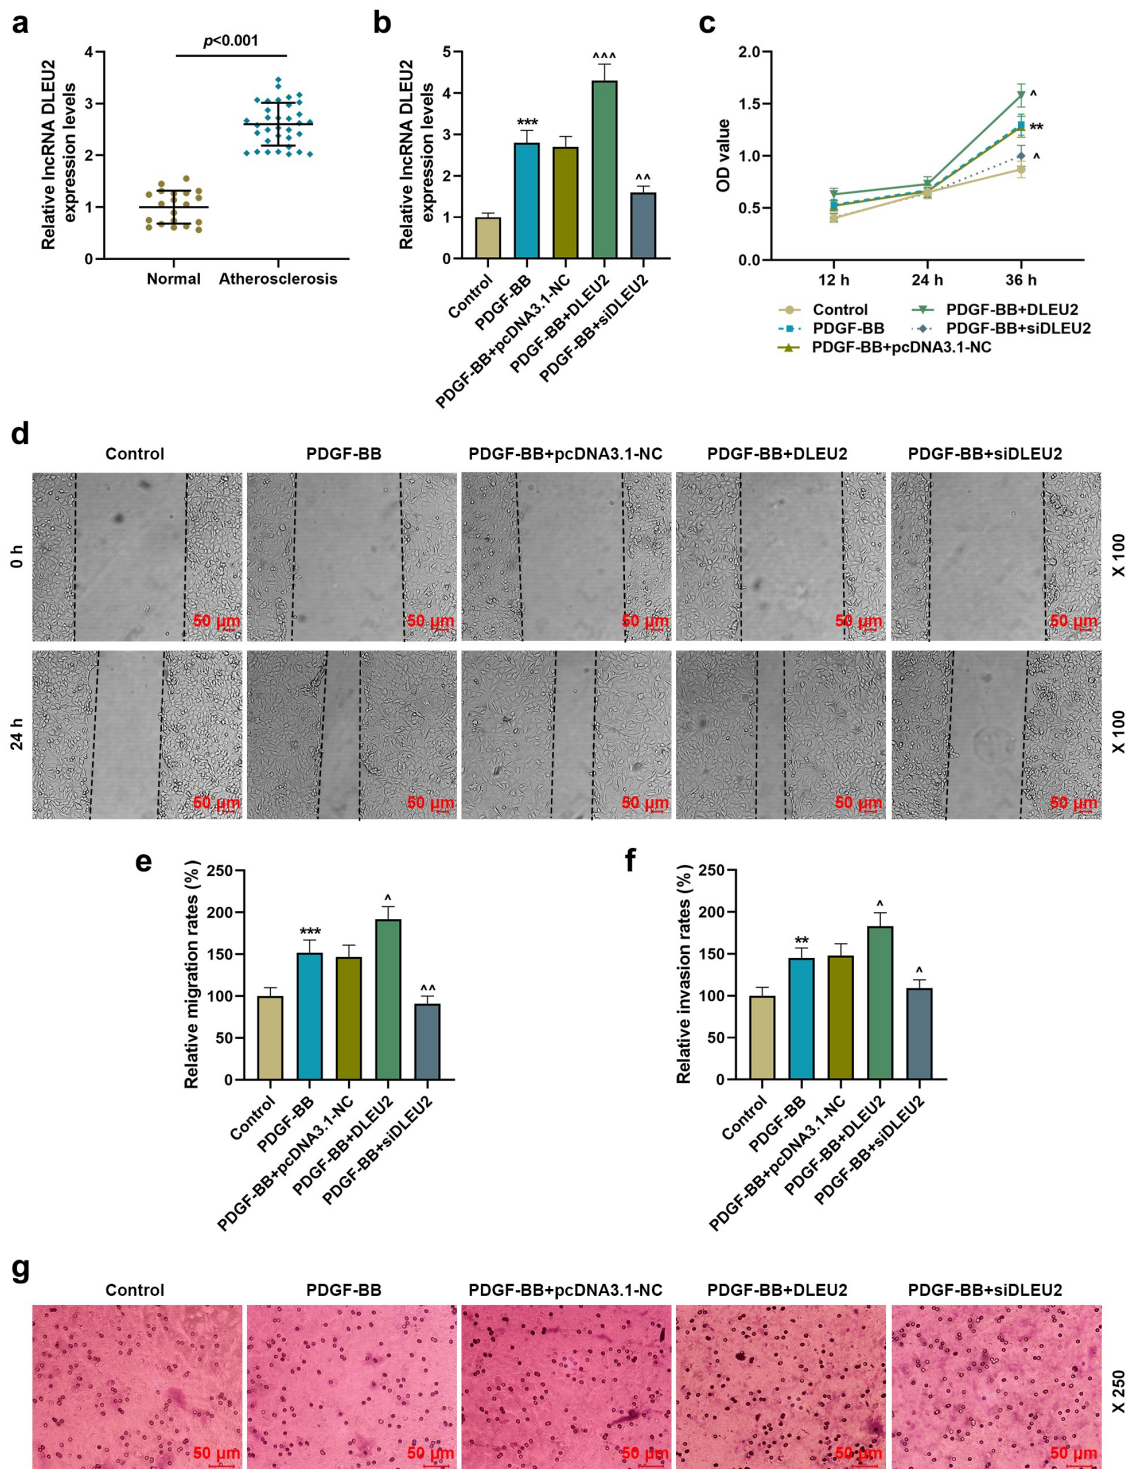 a
p<0.001
Relative lncRNA DLEU2
expression levels
4
3
2
1
0
Normal
Atherosclerosis
b
Relative lncRNA DLEU2
expression levels
5
4
3
2
1
0
***
^^^
^^
Control
PDGF-BB
PDGF-BB+pcDNA3.1-NC
PDGF-BB+DLEU2
PDGF-BB+siDLEU2
c
OD value
2.0
1.5
1.0
0.5
0.0
^
**
^
12 h
24 h
36 h
Control
PDGF-BB+DLEU2
PDGF-BB
PDGF-BB+siDLEU2
PDGF-BB+pcDNA3.1-NC
d
Control
PDGF-BB
PDGF-BB+pcDNA3.1-NC
PDGF-BB+DLEU2
PDGF-BB+siDLEU2
0 h
50 µm
50 µm
50 µm
50 µm
50 µm
X 100
24 h
50 µm
50 µm
50 µm
50 µm
50 µm
X 100
e
Relative migration rates (%)
250
200
150
100
50
0
***
^
^^
Control
PDGF-BB
PDGF-BB+pcDNA3.1-NC
PDGF-BB+DLEU2
PDGF-BB+siDLEU2
f
Relative invasion rates (%)
250
200
150
100
50
0
**
^
^
Control
PDGF-BB
PDGF-BB+pcDNA3.1-NC
PDGF-BB+DLEU2
PDGF-BB+siDLEU2
g
Control
PDGF-BB
PDGF-BB+pcDNA3.1-NC
PDGF-BB+DLEU2
PDGF-BB+siDLEU2
50 µm
50 µm
50 µm
50 µm
50 µm
X 250